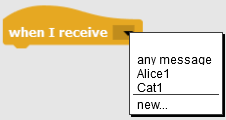 when I receive
any message
Alice1
Cat1
new...